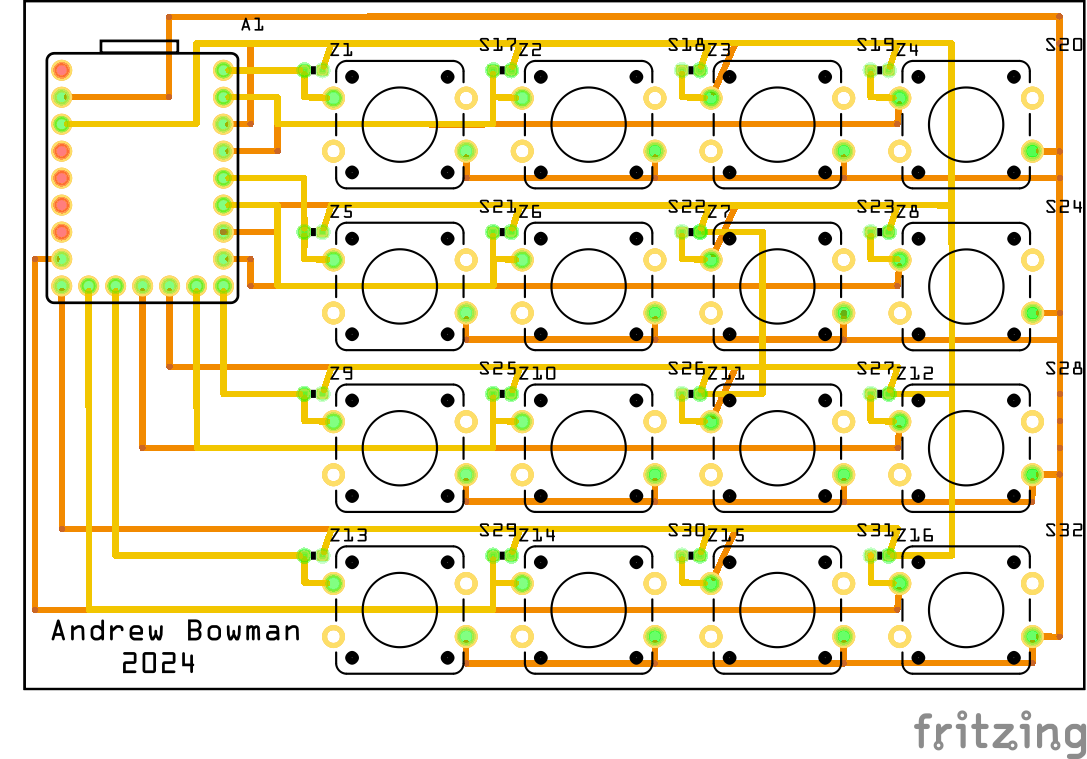 A1
Z1 S17 Z2 S18 Z3 S19 Z4 S20
Z5 S21 Z6 S22 Z7 S23 Z8 S24
Z9 S25 Z10 S26 Z11 S27 Z12 S28
Z13 S29 Z14 S30 Z15 S31 Z16 S32
Andrew Bowman
2024
fritzing